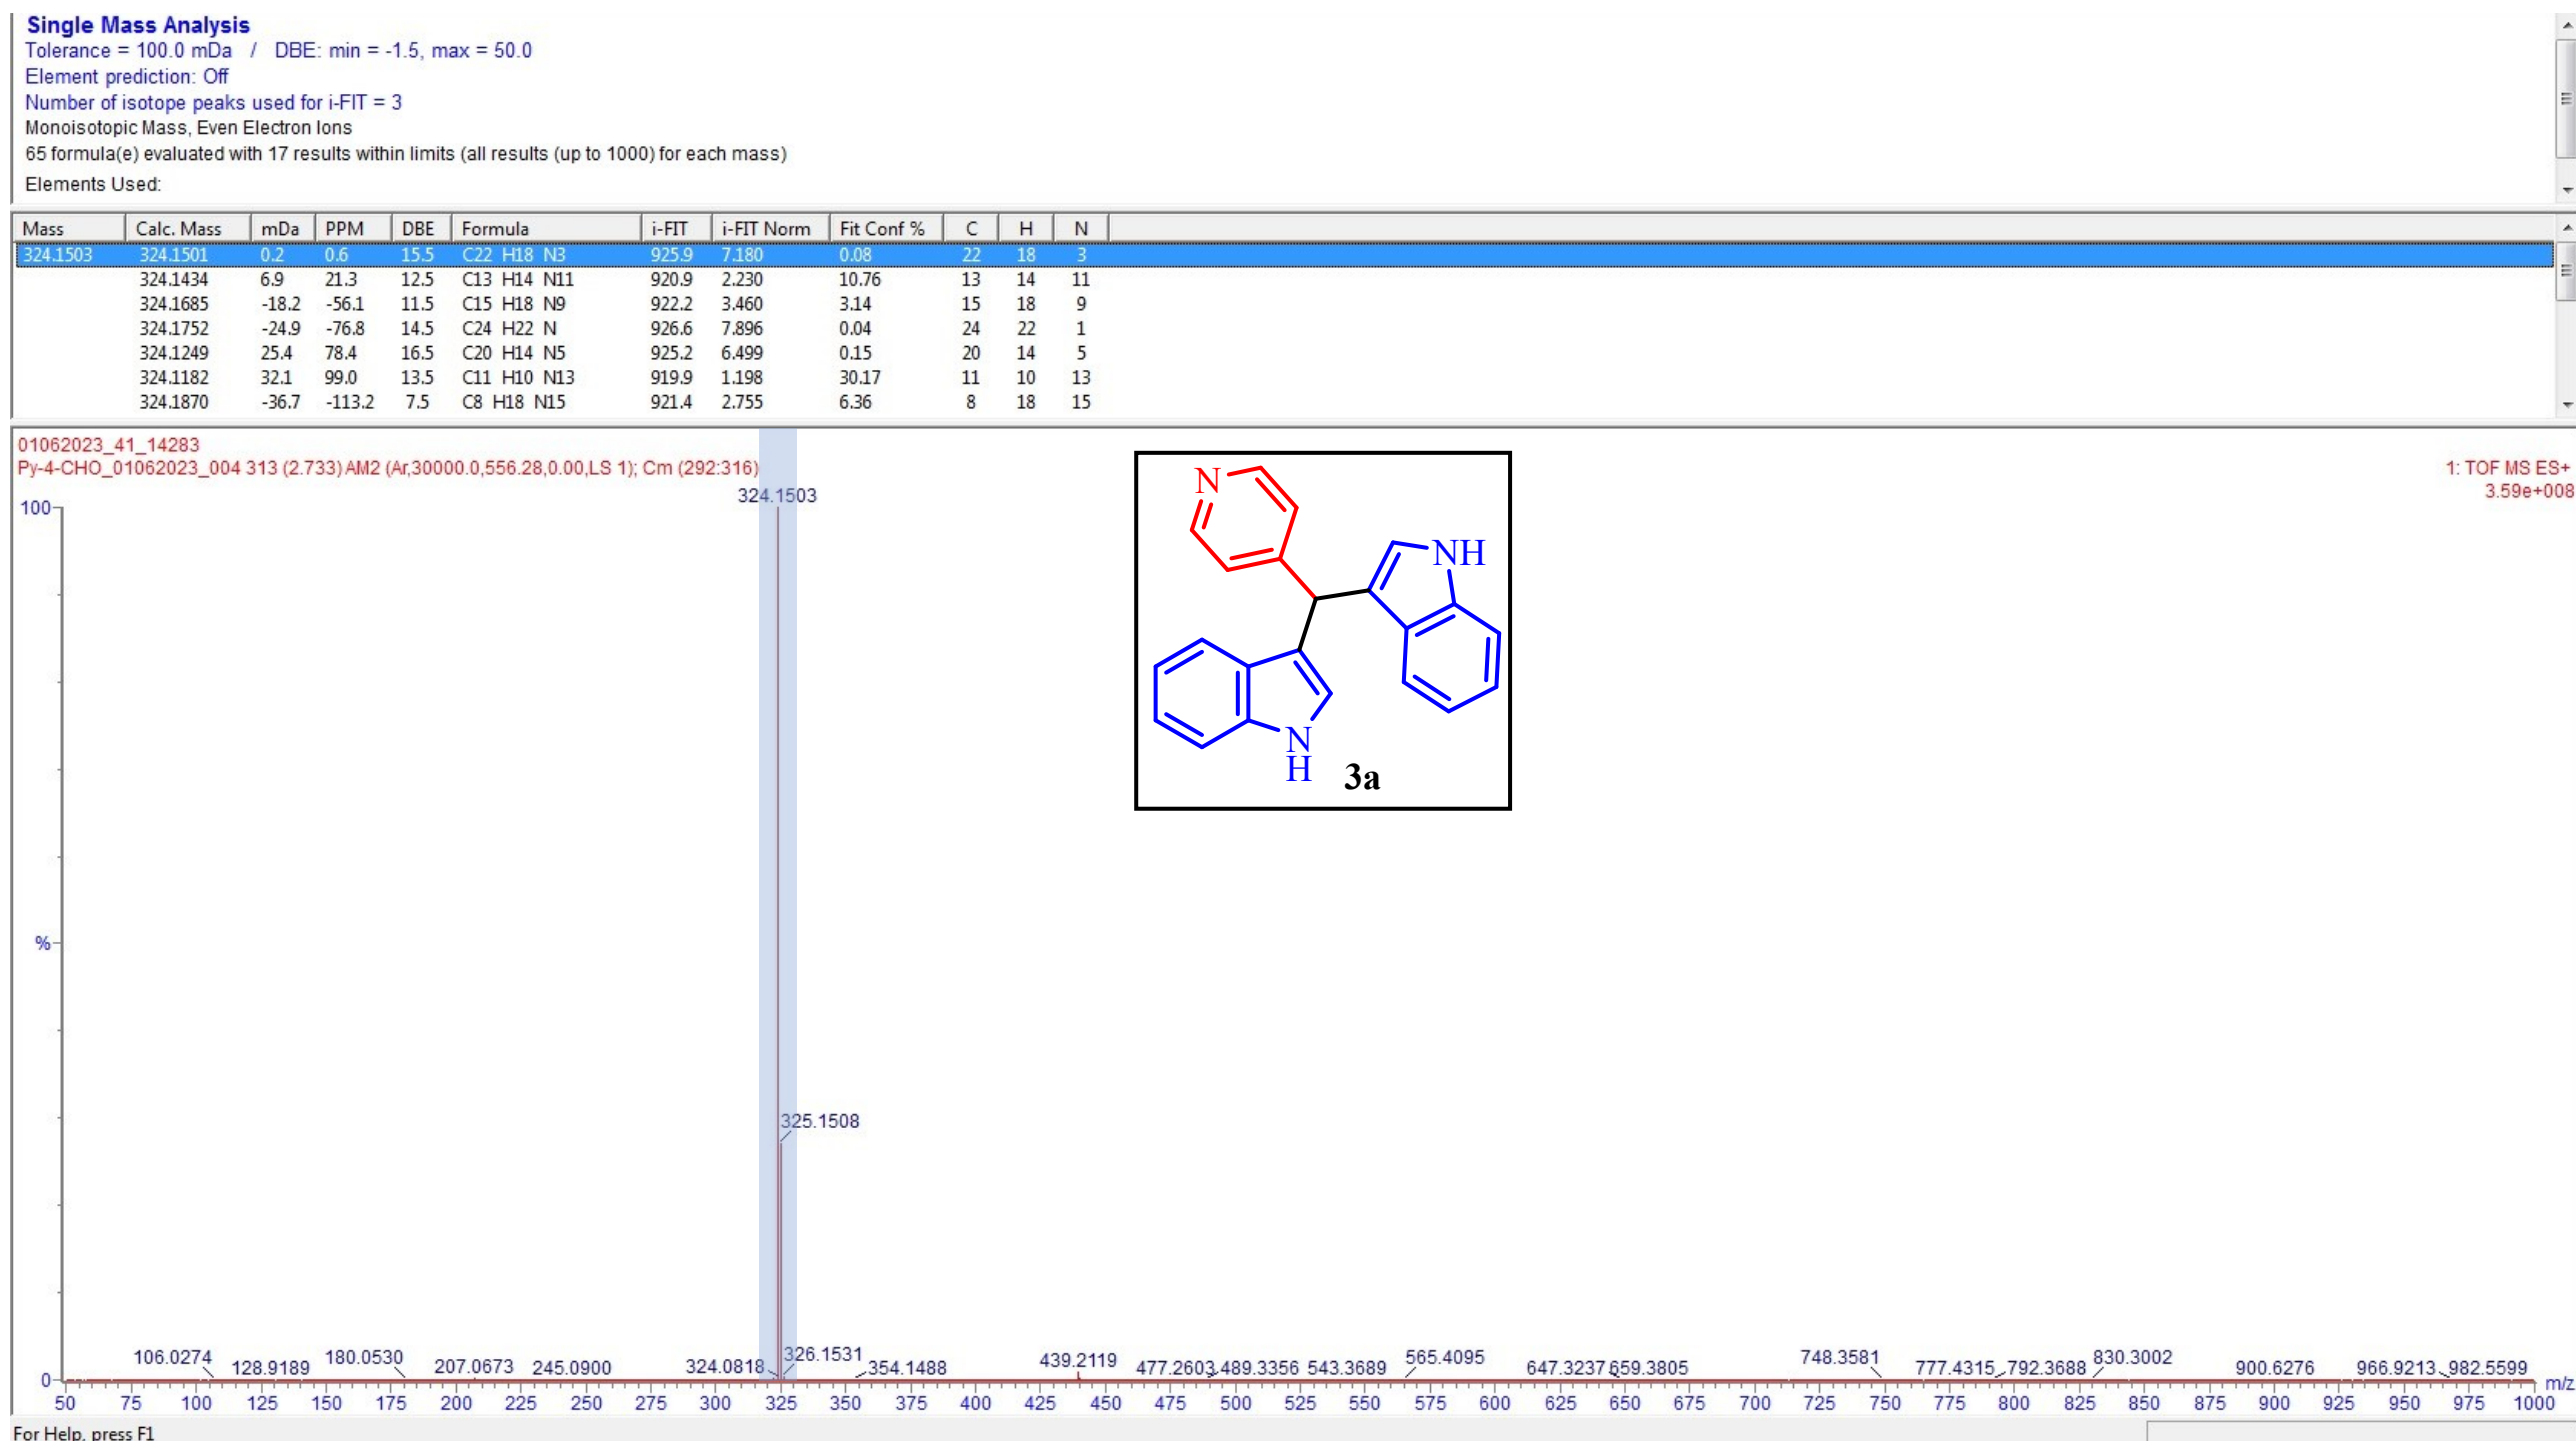 Single Mass Analysis
Tolerance = 100.0 mDa / DBE: min = -1.5, max = 50.0
Element prediction: Off
Number of isotope peaks used for i-FIT = 3
Monoisotopic Mass, Even Electron Ions
65 formula(e) evaluated with 17 results within limits (all results (up to 1000) for each mass)
Elements Used:
Mass Calc. Mass mDa PPM DBE Formula i-FIT i-FIT Norm Fit Conf % C H N
324.1503 324.1501 0.2 0.6 15.5 C22 H18 N3 925.9 7.180 0.08 22 18 3
324.1434 6.9 21.3 12.5 C13 H14 N11 920.9 2.230 10.76 13 14 11
324.1685 -18.2 -56.1 11.5 C15 H18 N9 922.2 3.460 3.14 15 18 9
324.1752 -24.9 -76.8 14.5 C24 H22 N 926.6 7.896 0.04 24 22 1
324.1249 25.4 78.4 16.5 C20 H14 N5 925.2 6.499 0.15 20 14 5
324.1182 32.1 99.0 13.5 C11 H10 N13 919.9 1.198 30.17 11 10 13
324.1870 -36.7 -113.2 7.5 C8 H18 N15 921.4 2.755 6.36 8 18 15
01062023_41_14283
Py-4-CHO_01062023_004 313 (2.733) AM2 (Ar,30000.0,556.28,0.00,LS 1); Cm (292:316)
1: TOF MS ES+
3.59e+008
324.1503
100
N
NH
N
H
3a
%
325.1508
106.0274 128.9189 180.0530 207.0673 245.0900 324.0818 326.1531 354.1488 439.2119 477.2603 489.3356 543.3689 565.4095 647.3237 659.3805 748.3581 777.4315 792.3688 830.3002 900.6276 966.9213 982.5599
0
m/z
50 75 100 125 150 175 200 225 250 275 300 325 350 375 400 425 450 475 500 525 550 575 600 625 650 675 700 725 750 775 800 825 850 875 900 925 950 975 1000
For Help, press F1